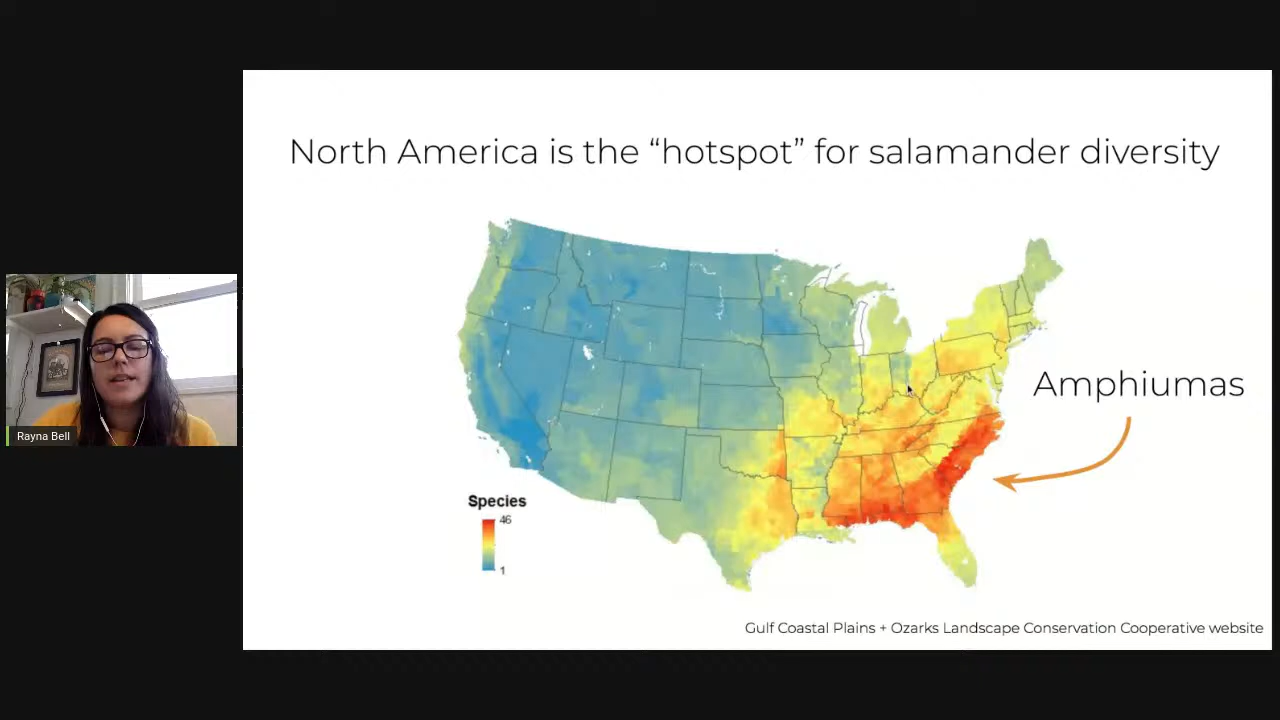 North America is the “hotspot” for salamander diversity
Amphiumas
Rayna Bell
Species
46
1
Gulf Coastal Plains + Ozarks Landscape Conservation Cooperative website